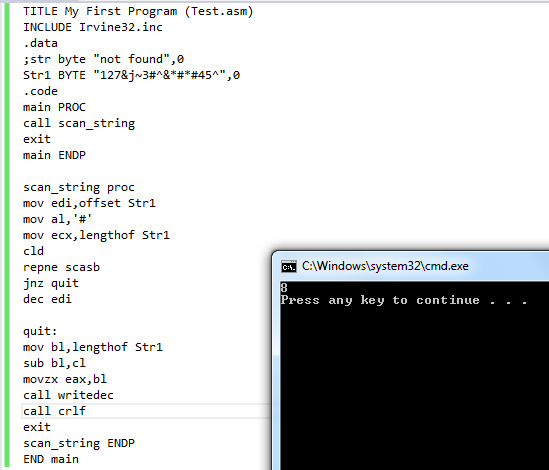 TITLE My First Program (Test.asm)
INCLUDE Irvine32.inc
.data
;str byte "not found",0
Str1 BYTE "127&j~3#^&*#*#45^",0
.code
main PROC
call scan_string
exit
main ENDP
scan_string proc
mov edi,offset Str1
mov al,'#'
mov ecx,lengthof Str1
cld
repne scasb
jnz quit
dec edi
quit:
mov bl,lengthof Str1
sub bl,cl
movzx eax,bl
call writedec
call crlf
exit
scan_string ENDP
END main
C:\Windows\system32\cmd.exe
8
Press any key to continue . . .